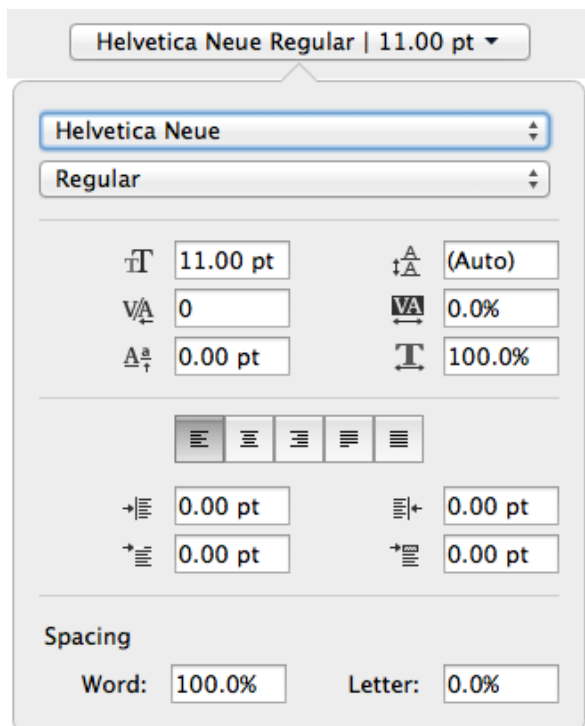 Helvetica Neue Regular | 11.00 pt
Helvetica Neue
Regular
11.00 pt (Auto)
0 0.0%
0.00 pt 100.0%
0.00 pt 0.00 pt
0.00 pt 0.00 pt
Spacing
Word: 100.0% Letter: 0.0%